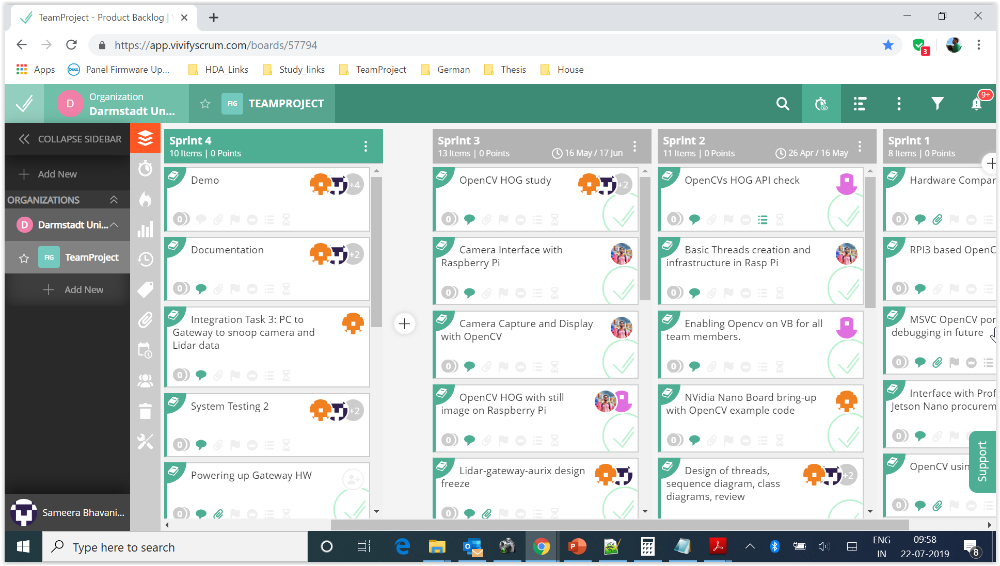 TeamProject - Product Backlog |
https://app.vivifyscrum.com/boards/57794
3
Apps
DELL
Panel Firmware Up...
HDA_Links
Study_links
TeamProject
German
Thesis
House
D
Organization
Darmstadt Un...
FIG
TEAMPROJECT
9+
COLLAPSE SIDEBAR
Add New
ORGANIZATIONS
D
Darmstadt Uni...
FIG
TeamProject
Add New
Sameera Bhavani...
Sprint 4
10 Items | 0 Points
Demo
+4
0
Documentation
+2
0
Integration Task 3: PC to
Gateway to snoop camera and
Lidar data
0
System Testing 2
+2
0
Powering up Gateway HW
0
Sprint 3
13 Items | 0 Points
16 May / 17 Jun
OpenCV HOG study
+2
0
Camera Interface with
Raspberry Pi
0
Camera Capture and Display
with OpenCV
0
OpenCV HOG with still
image on Raspberry Pi
0
Lidar-gateway-aurix design
freeze
0
Sprint 2
11 Items | 0 Points
26 Apr / 16 May
OpenCVs HOG API check
0
Basic Threads creation and
infrastructure in Rasp Pi
0
Enabling Opencv on VB for all
team members.
0
NVidia Nano Board bring-up
with OpenCV example code
0
Design of threads,
sequence diagram, class
diagrams, review
+2
Sprint 1
8 Items | 0 Points
Hardware Compar
0
RPI3 based OpenC
0
MSVC OpenCV por
debugging in future
0
Interface with Prof
Jetson Nano procurem
0
OpenCV usin
0
Support
Type here to search
ENG
IN
09:58
22-07-2019
8